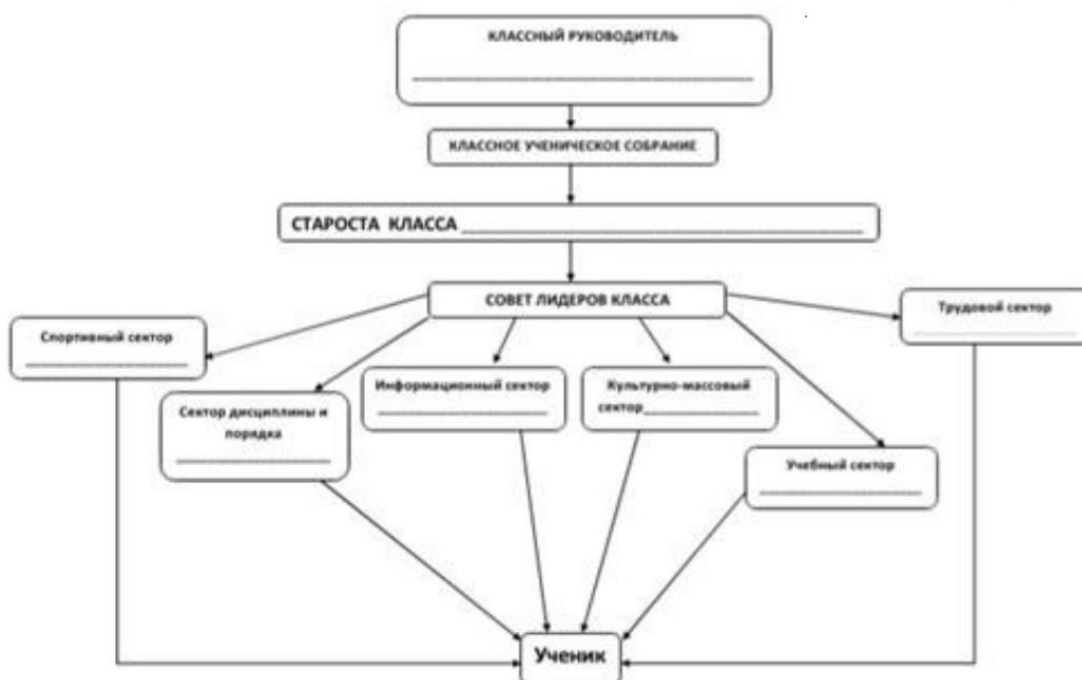 КЛАССНЫЙ РУКОВОДИТЕЛЬ
КЛАССНОЕ УЧЕНИЧЕСКОЕ СОБРАНИЕ
СТАРОСТА КЛАССА
СОВЕТ ЛИДЕРОВ КЛАССА
Спортивный сектор
Трудовой сектор
Информационный сектор
Культурно-массовый
сектор
Сектор дисциплины и
порядка
Учебный сектор
Ученик